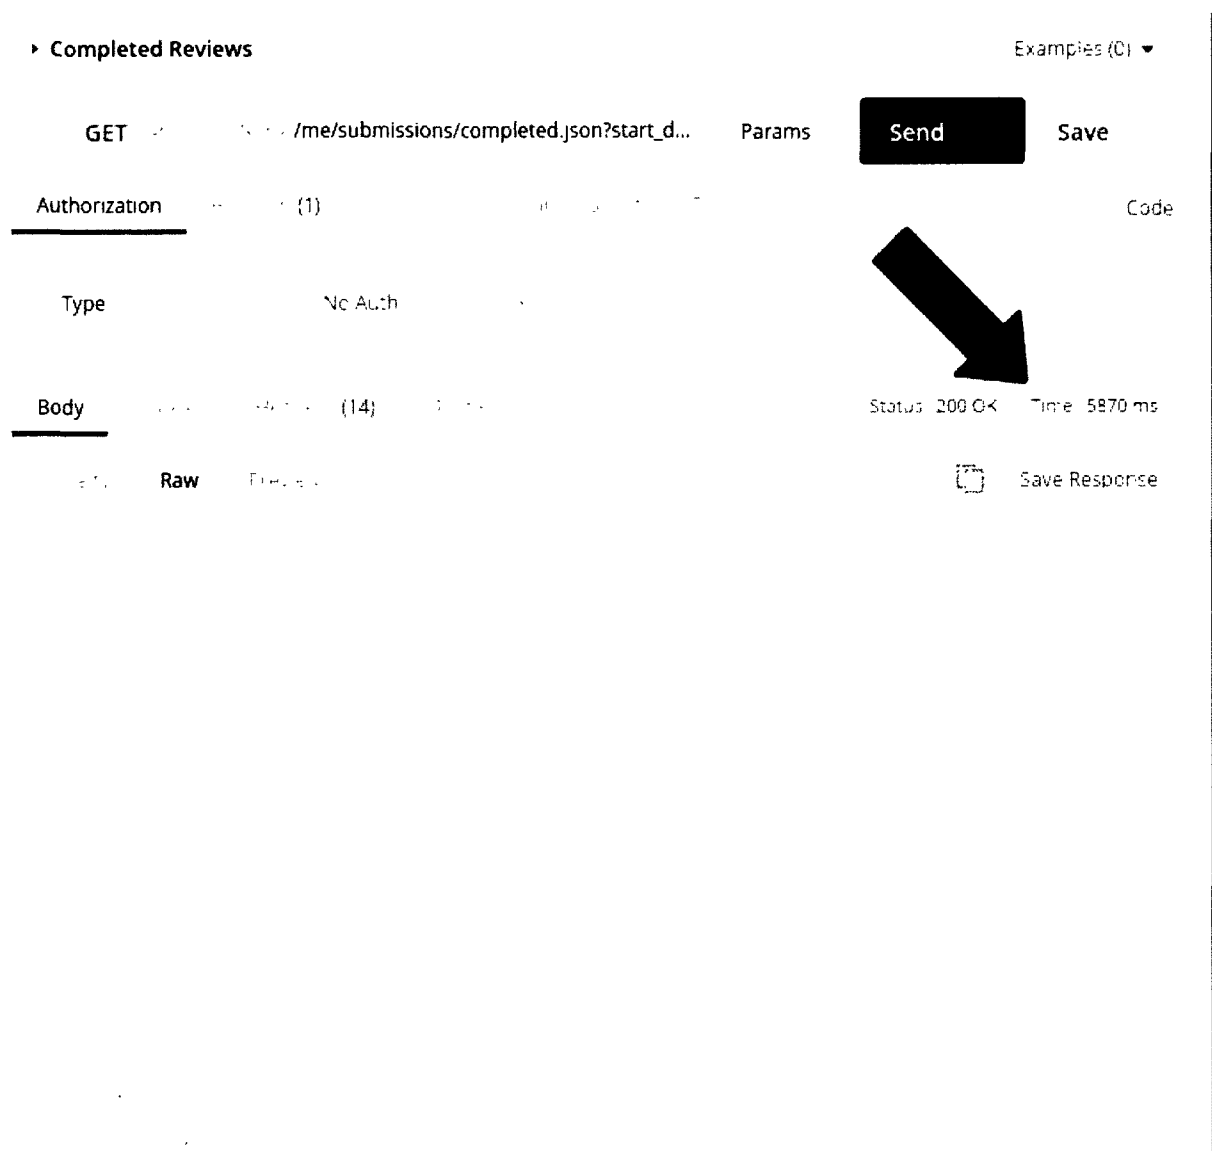 Completed Reviews
Examples (0)
GET /me/submissions/completed.json?start_d... Params Send Save
Authorization (1) Code
Type No Auth
Body (14) Status 200 OK Time 5870 ms
Raw Save Response